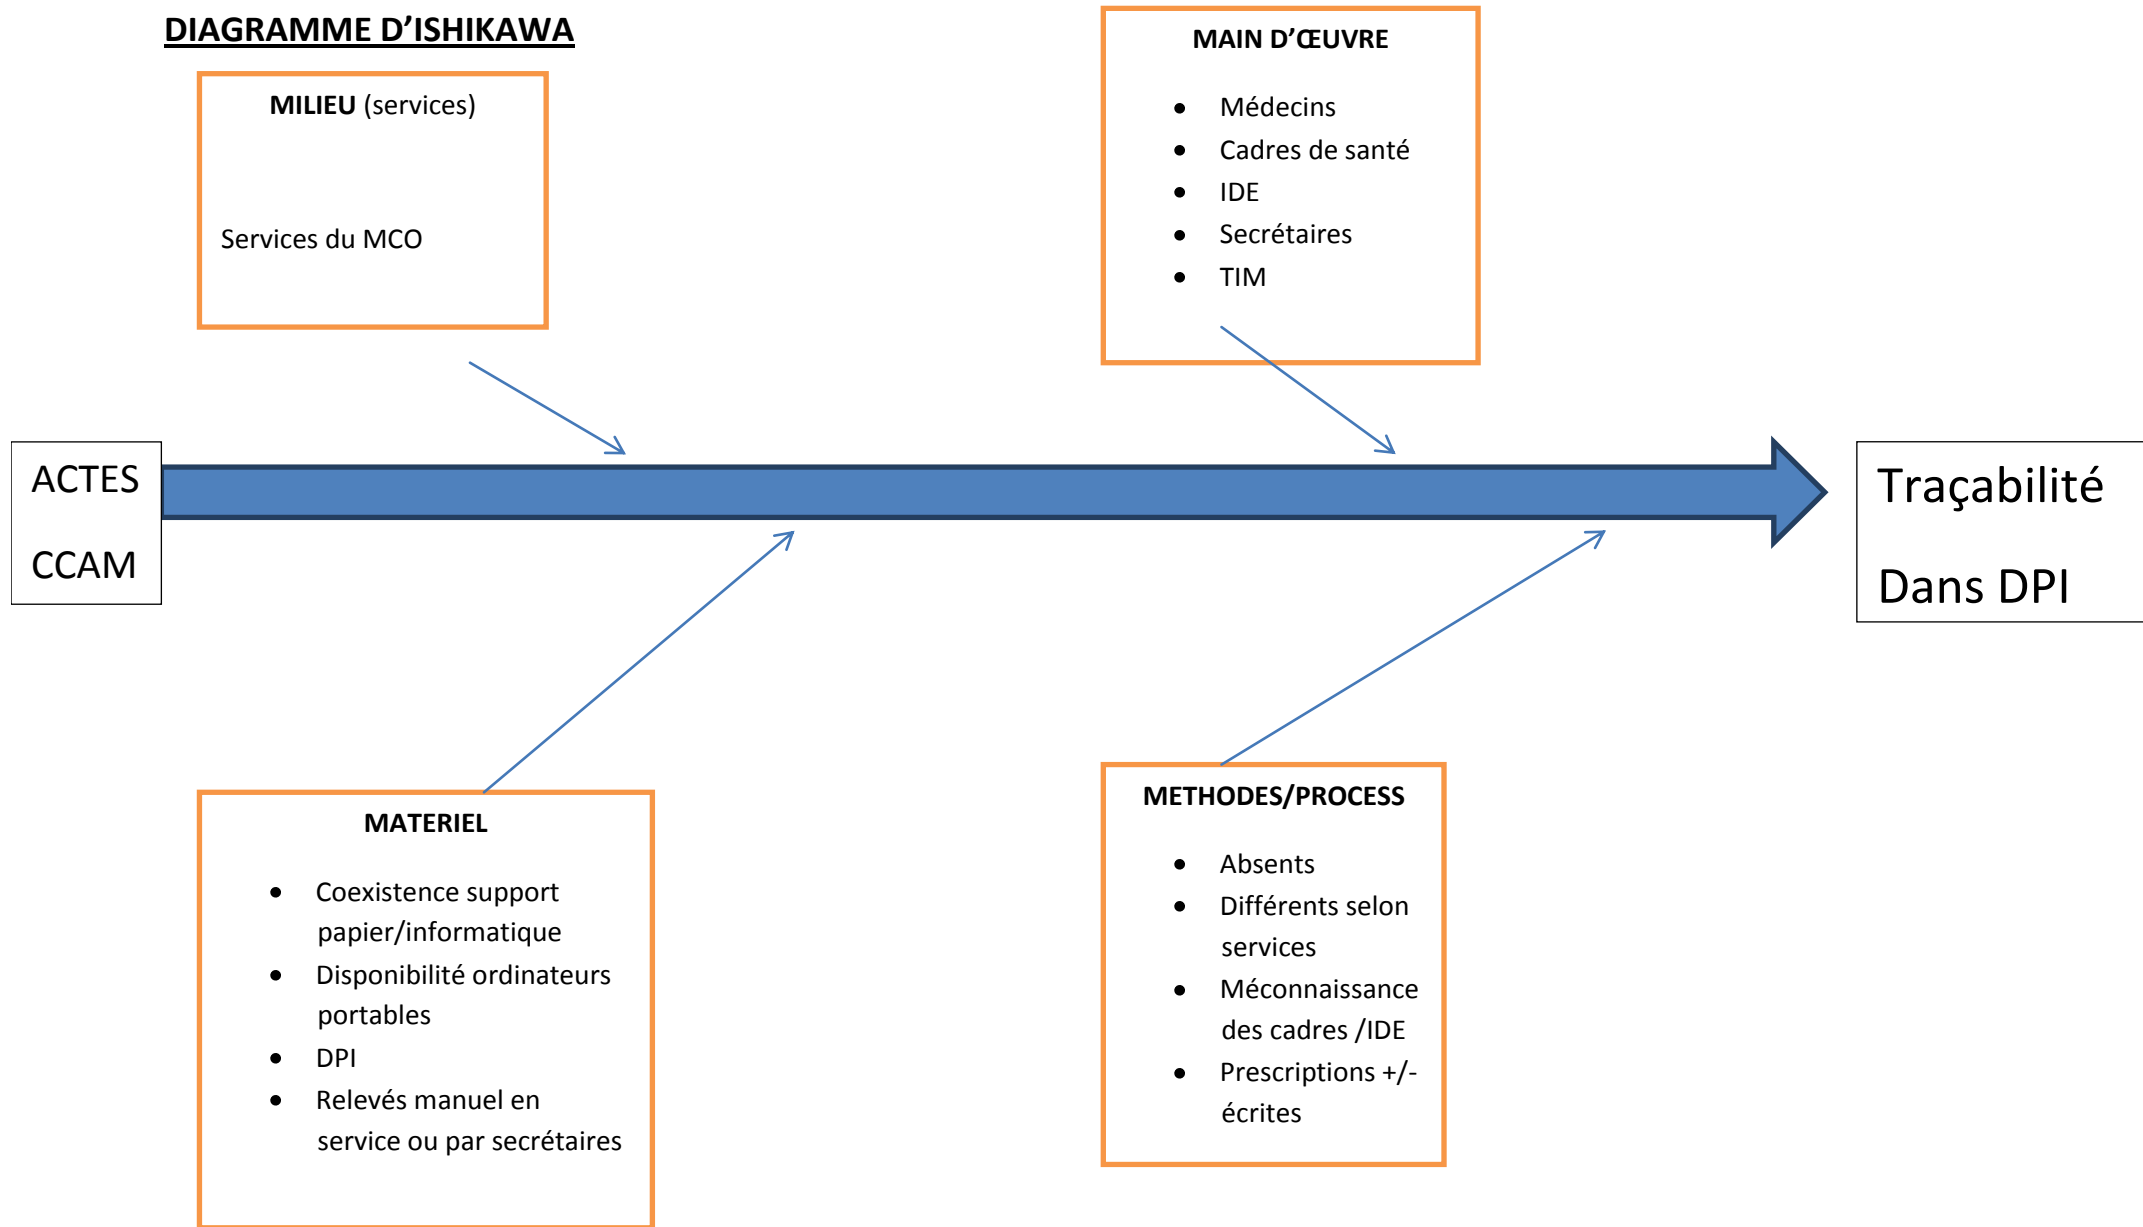 DIAGRAMME D'ISHIKAWA
MILIEU (services)
Services du MCO
MAIN D'ŒUVRE
• Médecins
• Cadres de santé
• IDE
• Secrétaires
• TIM
ACTES
CCAM
Traçabilité
Dans DPI
MATERIEL
• Coexistence support
papier/informatique
• Disponibilité ordinateurs
portables
• DPI
• Relevés manuel en
service ou par secrétaires
METHODES/PROCESS
• Absents
• Différents selon
services
• Méconnaissance
des cadres /IDE
• Prescriptions +/-
écrites